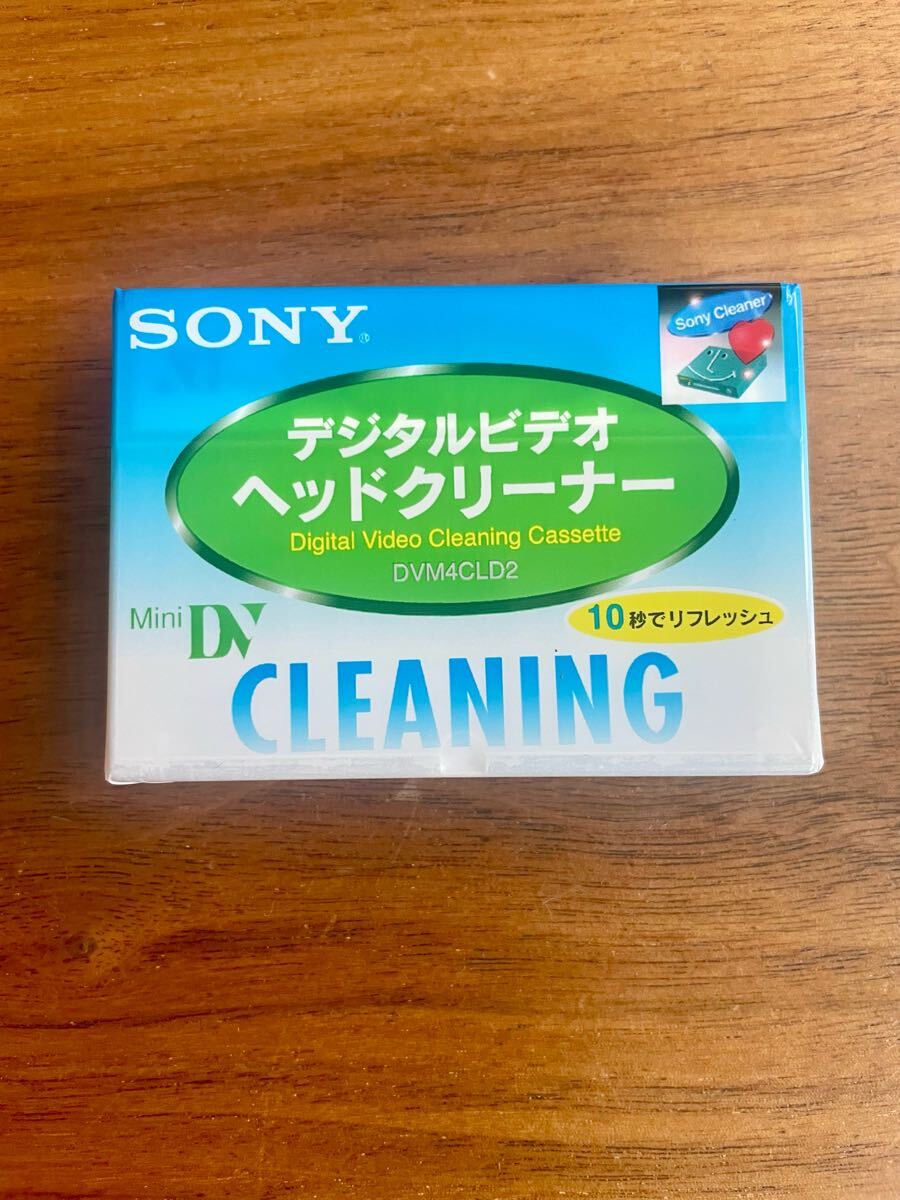 SONY®
Sony Cleaner
デジタルビデオ
ヘッドクリーナー
Digital Video Cleaning Cassette
DVM4CLD2
Mini DV
10秒でリフレッシュ
CLEANING